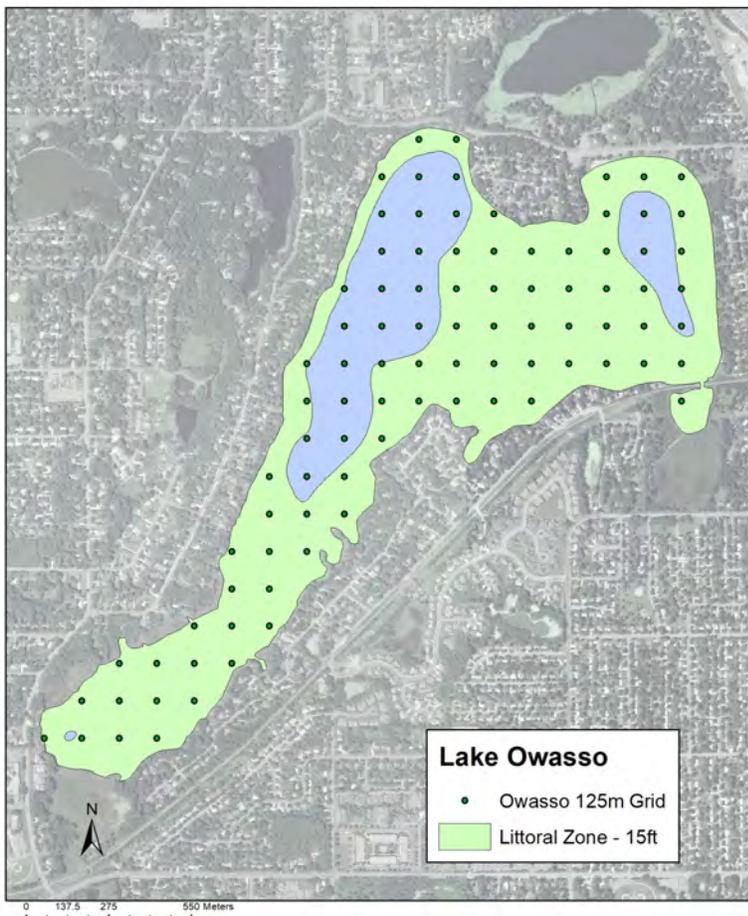 Lake Owasso
Owasso 125m Grid
Littoral Zone - 15ft
N
0 137.5 275 550 Meters